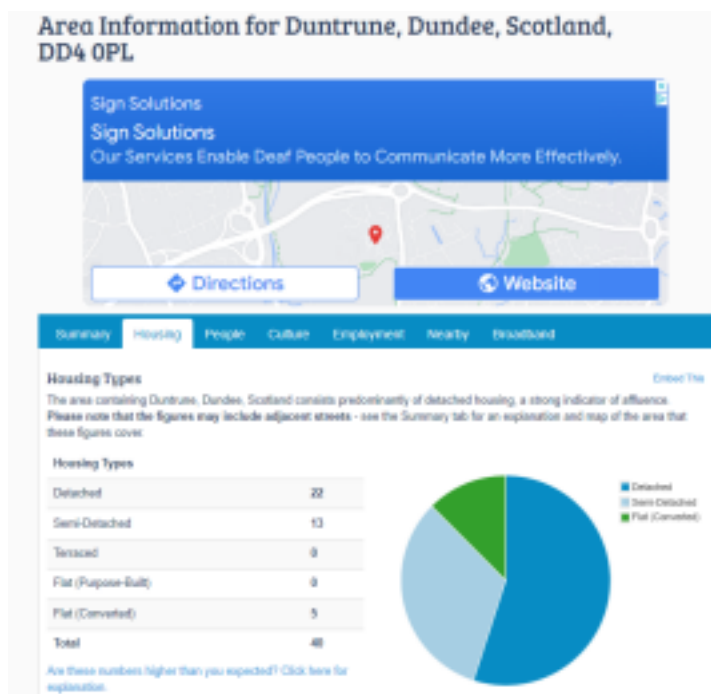 Area Information for Duntrune, Dundee, Scotland,
DD4 0PL
Sign Solutions
Sign Solutions
Our Services Enable Deaf People to Communicate More Effectively.
Directions
Website
Summary Housing People Culture Employment Nearby Broadband
Housing Types
Embed This
The area containing Duntrune, Dundee, Scotland consists predominantly of detached housing, a strong indicator of affluence.
Please note that the figures may include adjacent streets - see the Summary tab for an explanation and map of the area that
these figures cover.
Housing Types
Detached 22
Semi-Detached 13
Terraced 0
Flat (Purpose-Built) 0
Flat (Converted) 5
Total 40
Are these numbers higher than you expected? Click here for
explanation.
Detached
Semi-Detached
Flat (Converted)